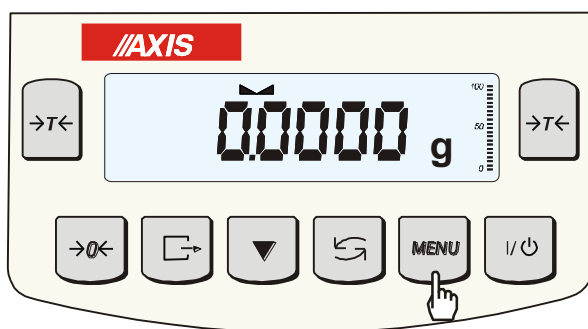 //AXIS
0.0000 g
100
50
0
→T←
→T←
→0←
MENU
I/⏻